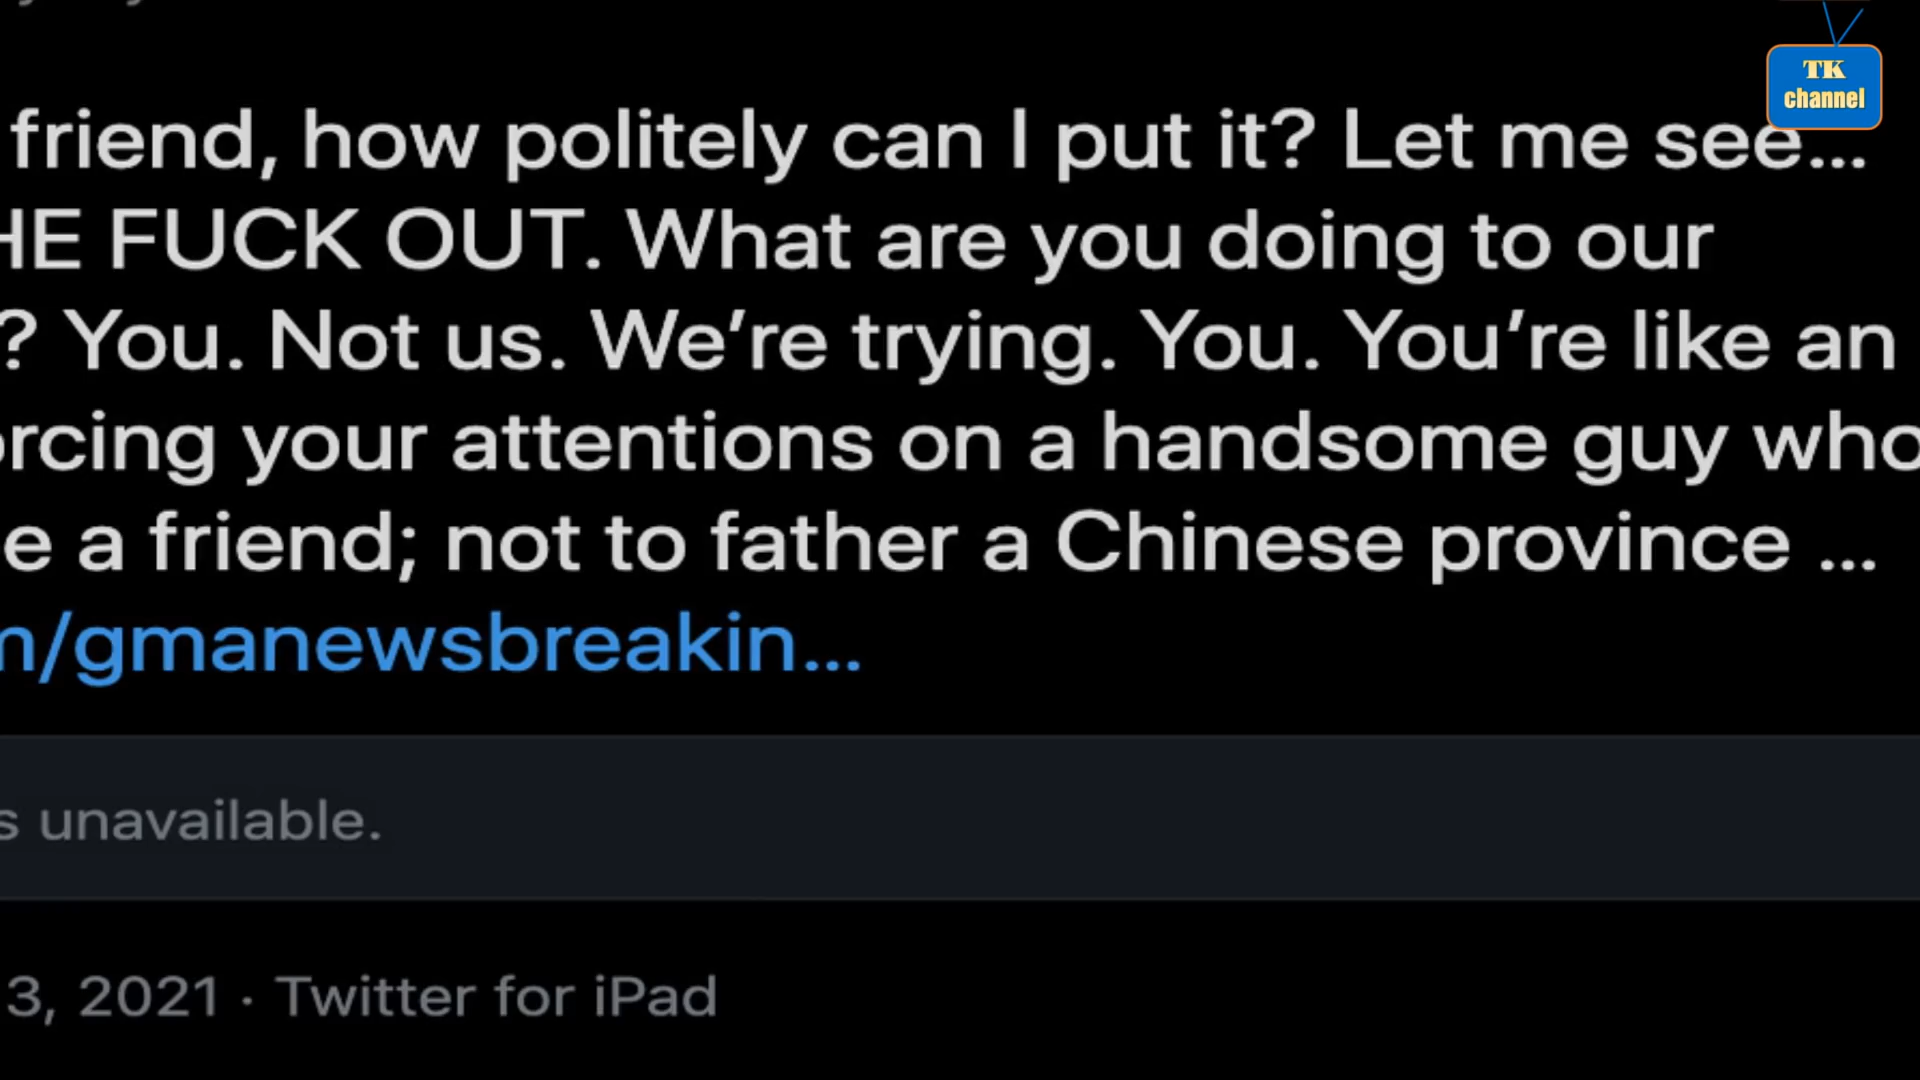 TK
channel
friend, how politely can I put it? Let me see...
HE FUCK OUT. What are you doing to our
? You. Not us. We’re trying. You. You’re like an
orcing your attentions on a handsome guy who
e a friend; not to father a Chinese province ...
m/gmanewsbreakin...
s unavailable.
3, 2021 · Twitter for iPad